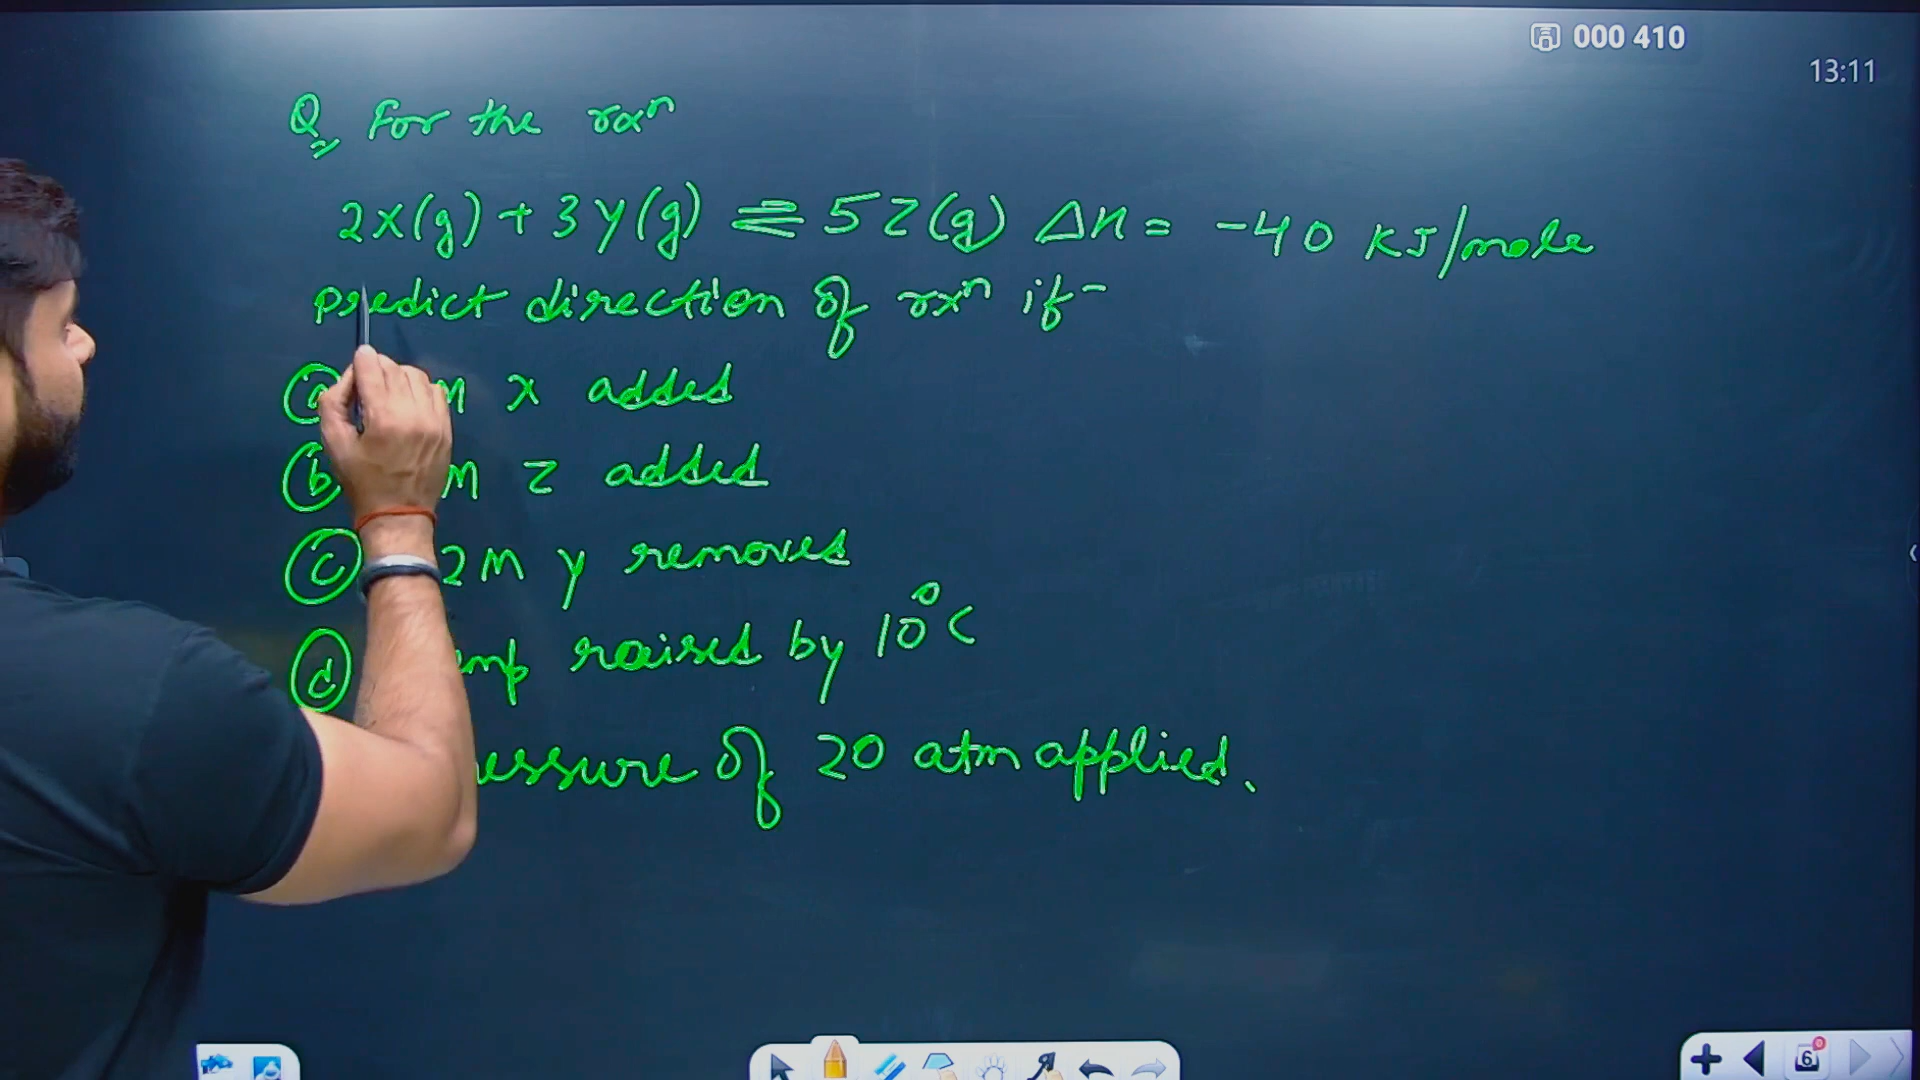 000 410
13:11
Q For the rxn
2X(g) + 3Y(g) ⇌ 5Z(g) ΔH = -40 KJ/mole
predict direction of rxn if-
(a) M X added
(b) M Z added
(c) 2M Y removed
(d) raised by 10°C
of 20 atm applied.
6